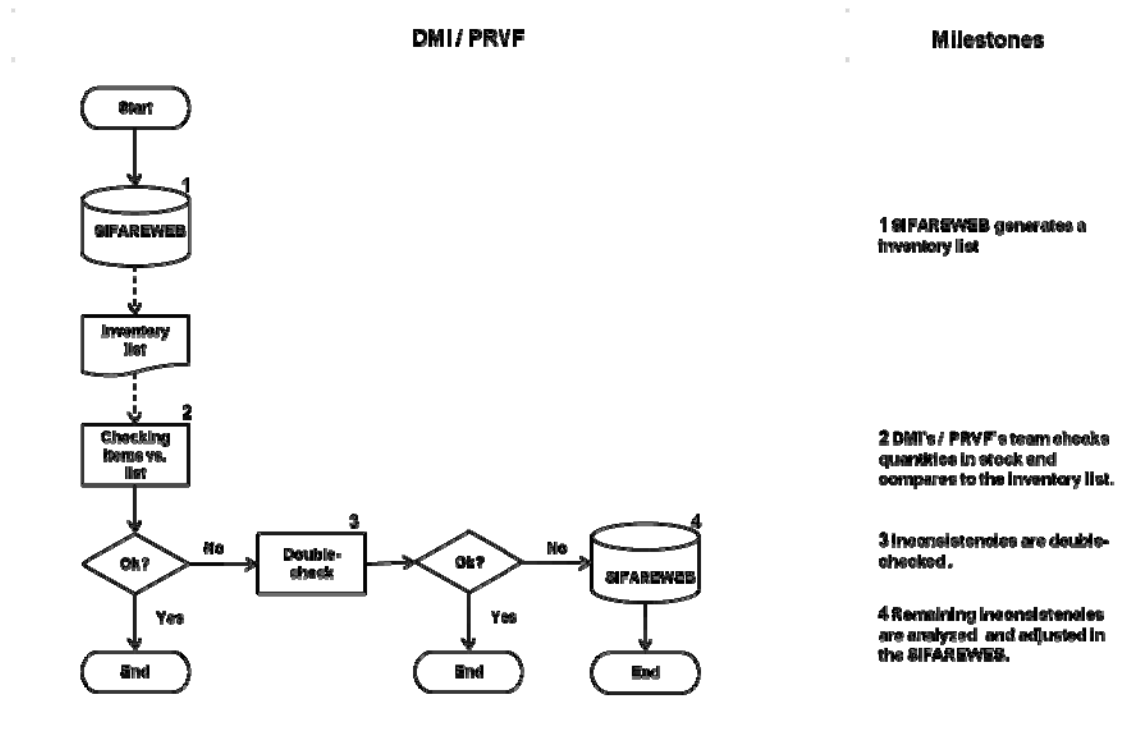 DMI / PRVF
Milestones
Start
1
SIFAREWEB
1 SIFAREWEB generates a
inventory list
Inventory
list
2
Checking
items vs.
list
2 DMI's / PRVF's team checks
quantities in stock and
compares to the inventory list.
Ok?
No
3
Double-
check
Ok?
No
4
SIFAREWEB
3 Inconsistencies are double-
checked.
Yes
Yes
4 Remaining inconsistencies
are analyzed and adjusted in
the SIFAREWEB.
End
End
End